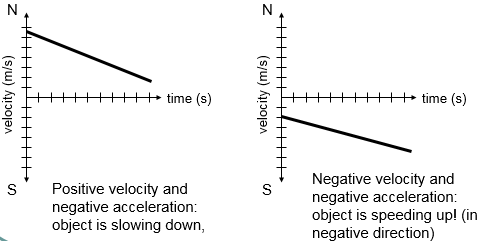 N
velocity (m/s)
time (s)
S
Positive velocity and
negative acceleration:
object is slowing down,
N
velocity (m/s)
time (s)
S
Negative velocity and
negative acceleration:
object is speeding up! (in
negative direction)